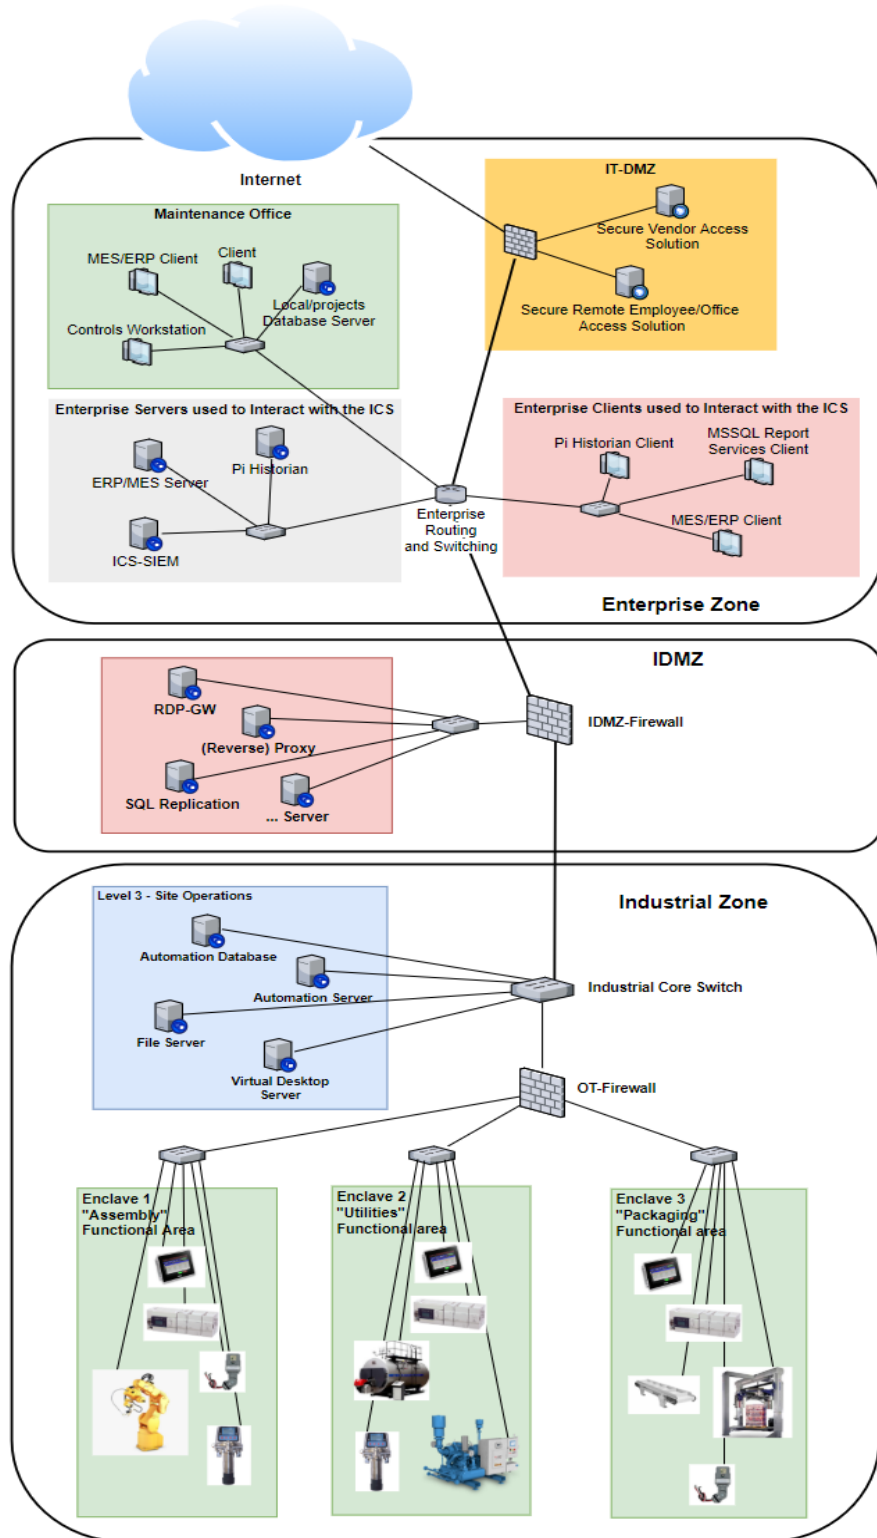 Internet
IT-DMZ
Secure Vendor Access
Solution
Secure Remote Employee/Office
Access Solution
Maintenance Office
MES/ERP Client
Client
Local/projects
Database Server
Controls Workstation
Enterprise Servers used to Interact with the ICS
ERP/MES Server
Pi Historian
ICS-SIEM
Enterprise
Routing
and Switching
Enterprise Clients used to Interact with the ICS
Pi Historian Client
MSSQL Report
Services Client
MES/ERP Client
Enterprise Zone
IDMZ
RDP-GW
(Reverse) Proxy
SQL Replication
... Server
IDMZ-Firewall
Industrial Zone
Level 3 - Site Operations
Automation Database
Automation Server
File Server
Virtual Desktop
Server
Industrial Core Switch
OT-Firewall
Enclave 1
"Assembly"
Functional Area
Enclave 2
"Utilities"
Functional area
Enclave 3
"Packaging"
Functional area